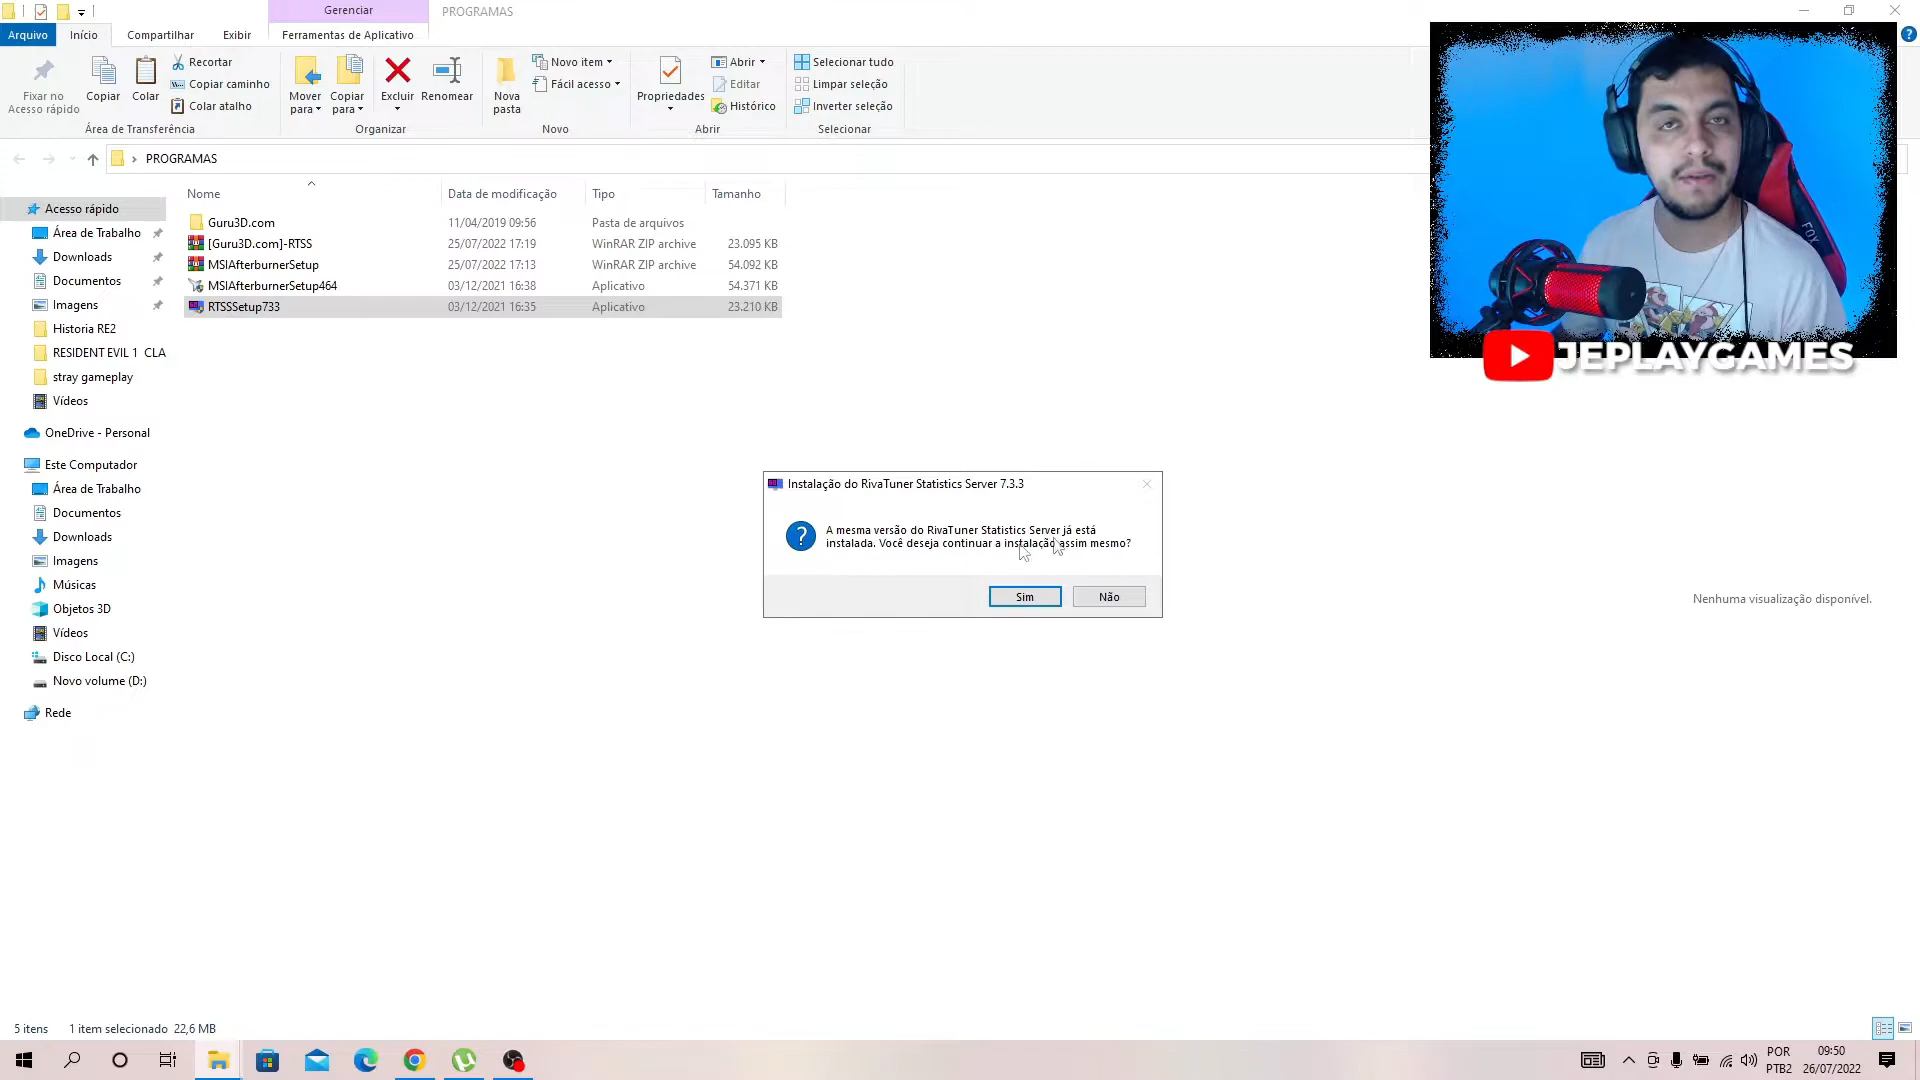 Gerenciar
PROGRAMAS
Arquivo
Início
Compartilhar
Exibir
Ferramentas de Aplicativo
Fixar no
Acesso rápido
Copiar
Colar
Recortar
Copiar caminho
Colar atalho
Área de Transferência
Mover
para
Copiar
para
Excluir
Renomear
Organizar
Nova
pasta
Novo item
Fácil acesso
Novo
Propriedades
Abrir
Editar
Histórico
Abrir
Selecionar tudo
Limpar seleção
Inverter seleção
Selecionar
PROGRAMAS
Nome
Data de modificação
Tipo
Tamanho
Guru3D.com 11/04/2019 09:56 Pasta de arquivos
[Guru3D.com]-RTSS 25/07/2022 17:19 WinRAR ZIP archive 23.095 KB
MSIAfterburnerSetup 25/07/2022 17:13 WinRAR ZIP archive 54.092 KB
MSIAfterburnerSetup464 03/12/2021 16:38 Aplicativo 54.371 KB
RTSSSetup733 03/12/2021 16:35 Aplicativo 23.210 KB
Acesso rápido
Área de Trabalho
Downloads
Documentos
Imagens
Historia RE2
RESIDENT EVIL 1 CLA
stray gameplay
Vídeos
OneDrive - Personal
Este Computador
Área de Trabalho
Documentos
Downloads
Imagens
Músicas
Objetos 3D
Vídeos
Disco Local (C:)
Novo volume (D:)
Rede
FOX
JEPLAYGAMES
Instalação do RivaTuner Statistics Server 7.3.3
A mesma versão do RivaTuner Statistics Server já está
instalada. Você deseja continuar a instalação assim mesmo?
Sim
Não
Nenhuma visualização disponível.
5 itens
1 item selecionado 22,6 MB
POR
PTB2
09:50
26/07/2022